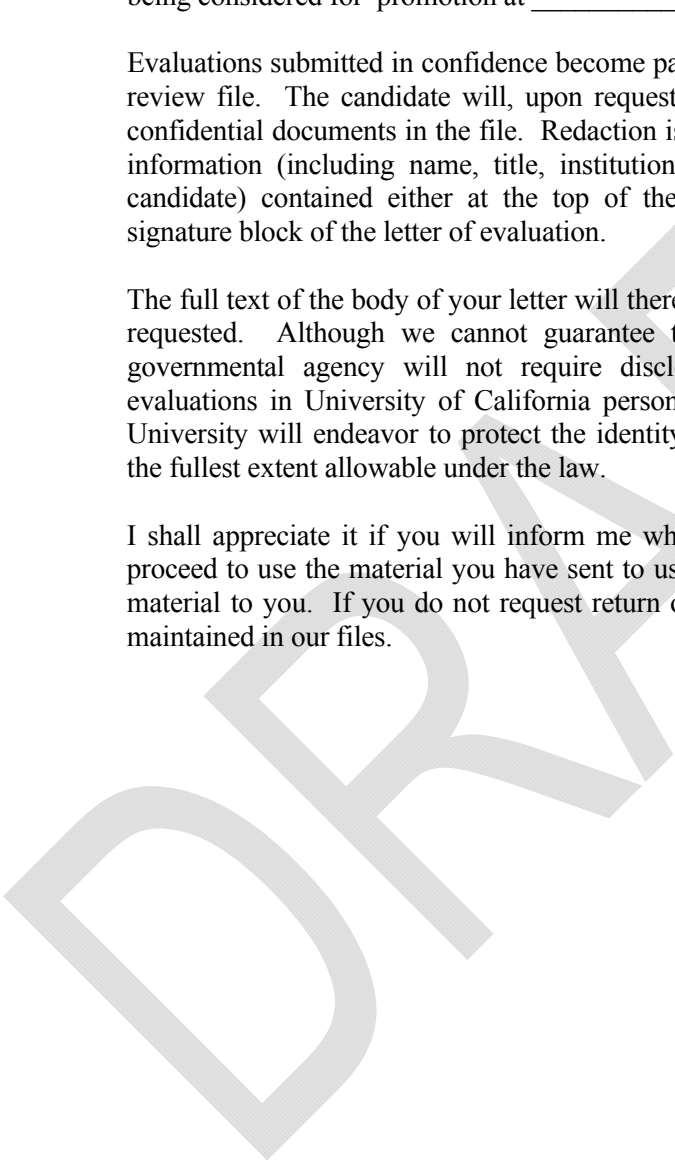 being considered for promotion at ____________
Evaluations submitted in confidence become pa
review file. The candidate will, upon request
confidential documents in the file. Redaction is
information (including name, title, institution
candidate) contained either at the top of the
signature block of the letter of evaluation.
The full text of the body of your letter will there
requested. Although we cannot guarantee t
governmental agency will not require discl
evaluations in University of California person
University will endeavor to protect the identity
the fullest extent allowable under the law.
I shall appreciate it if you will inform me wh
proceed to use the material you have sent to us
material to you. If you do not request return o
maintained in our files.
DRA